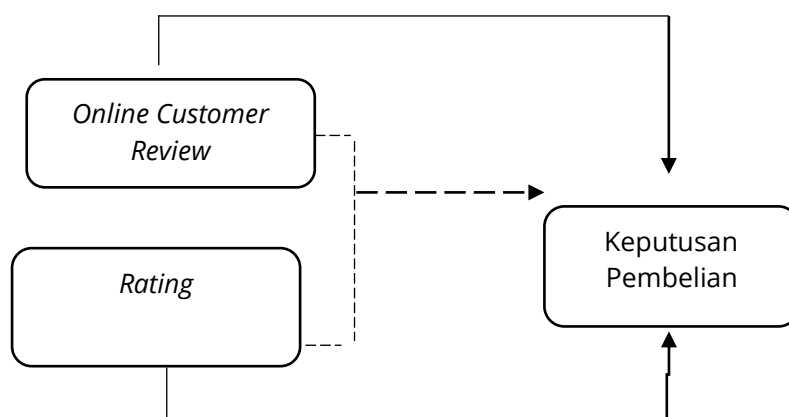 Online Customer
Review
Rating
Keputusan
Pembelian